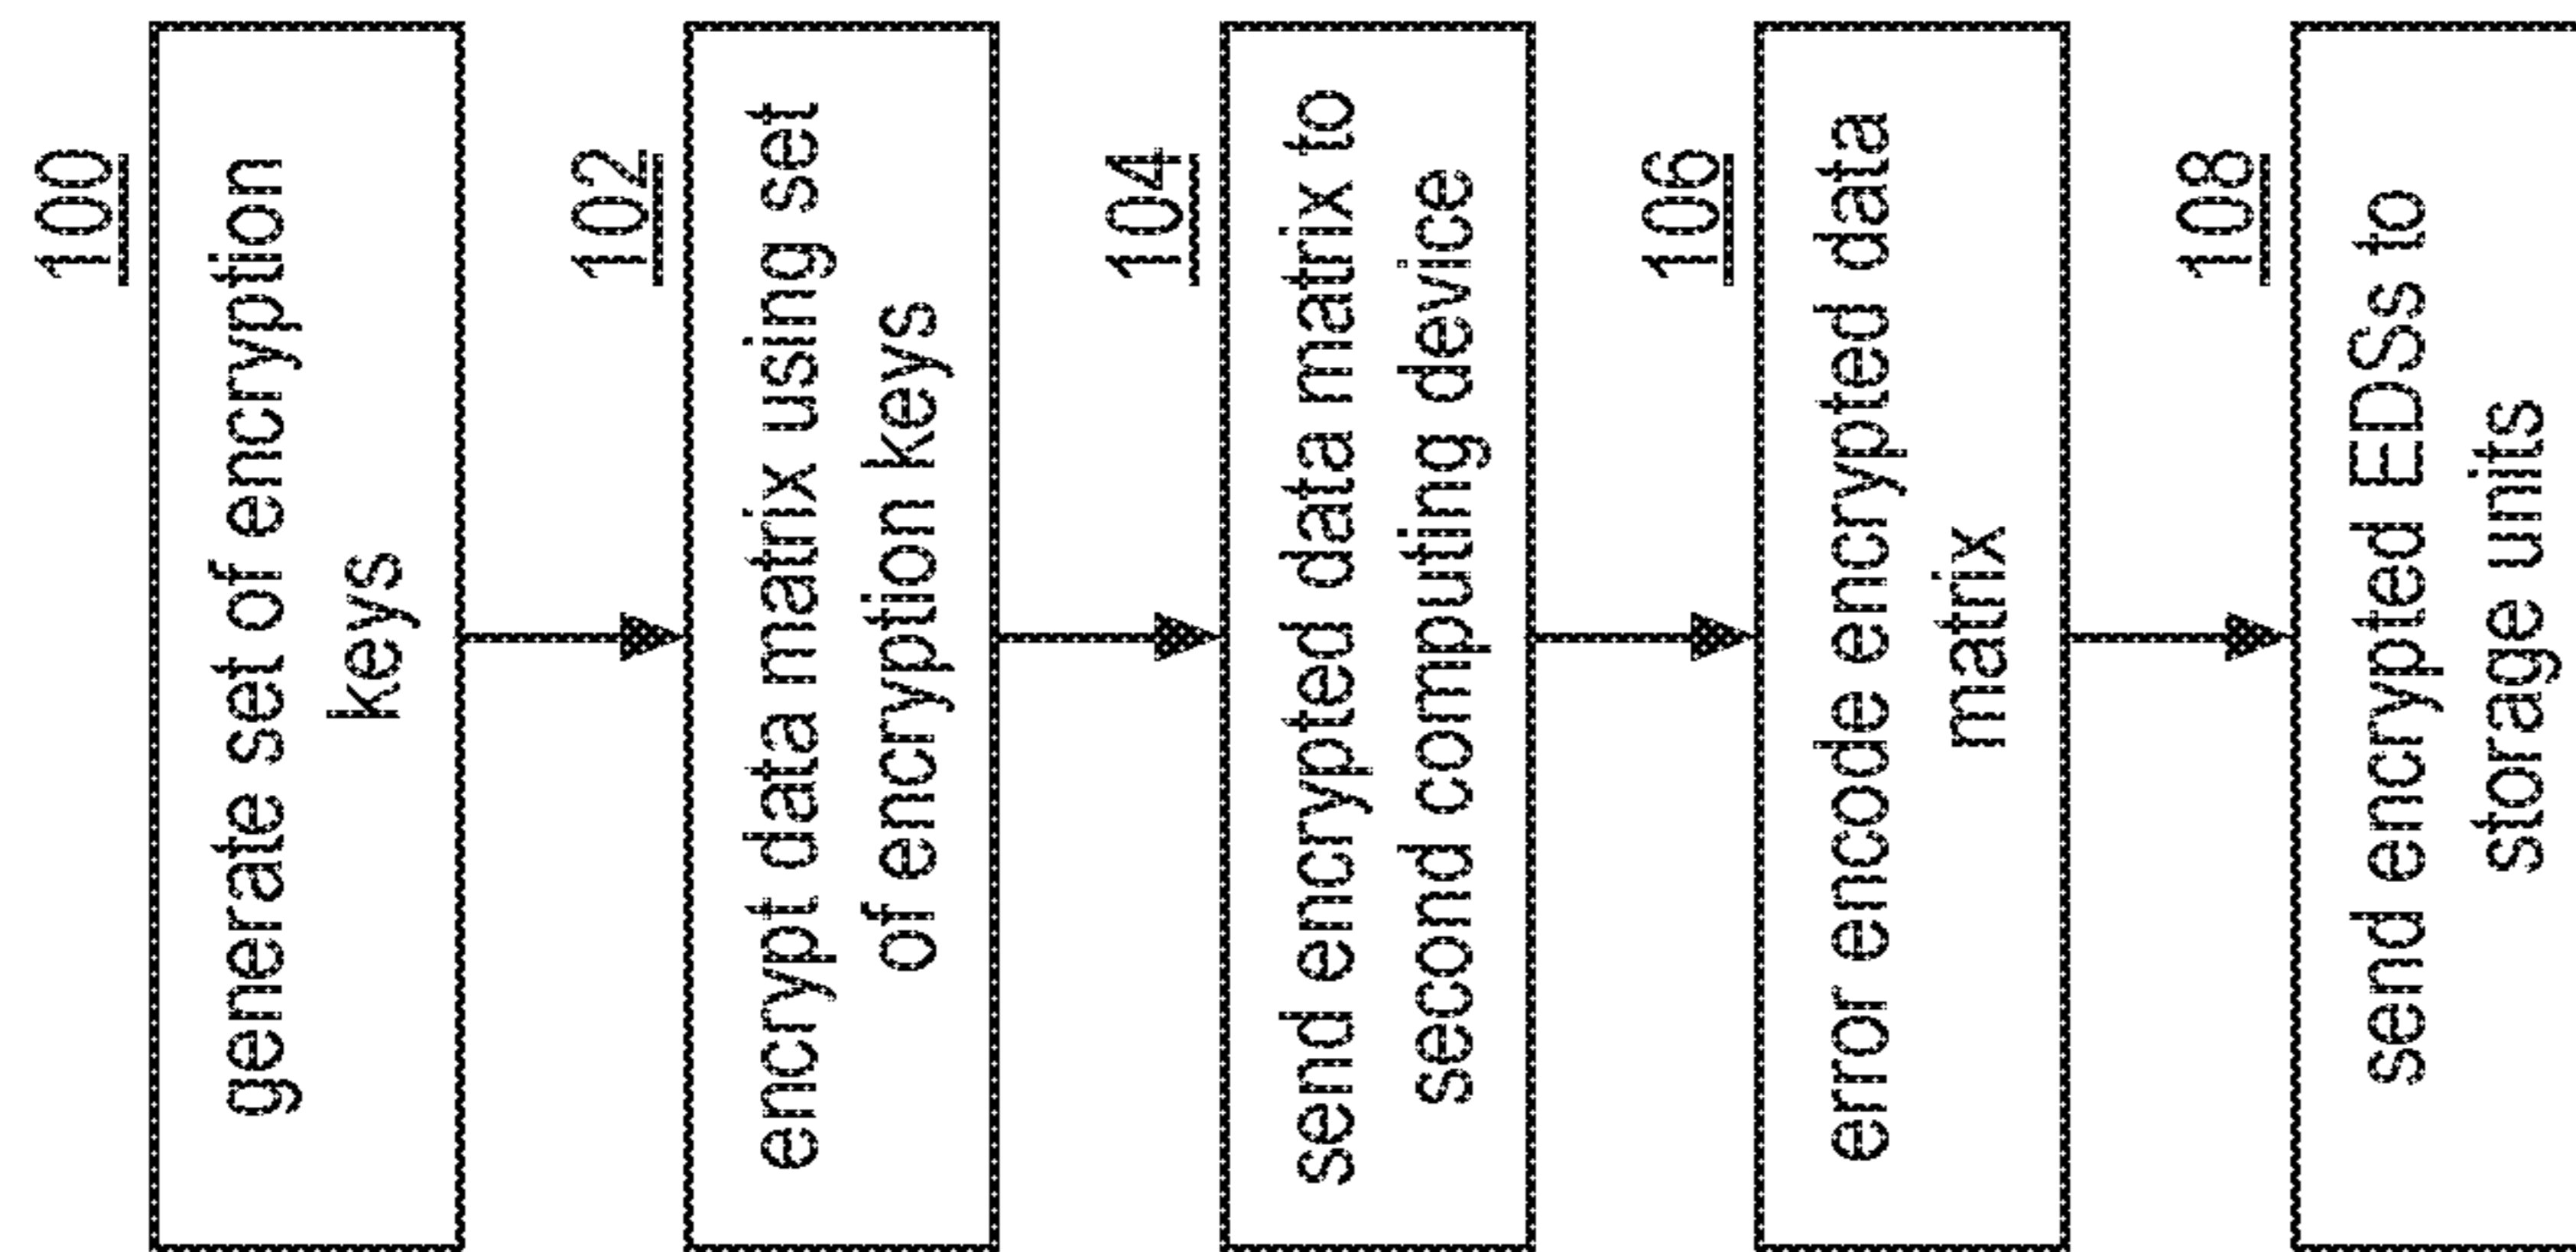 100
generate set of encryption
keys
102
encrypt data matrix using set
of encryption keys
104
send encrypted data matrix to
second computing device
106
error encode encrypted data
matrix
108
send encrypted EDSs to
storage units